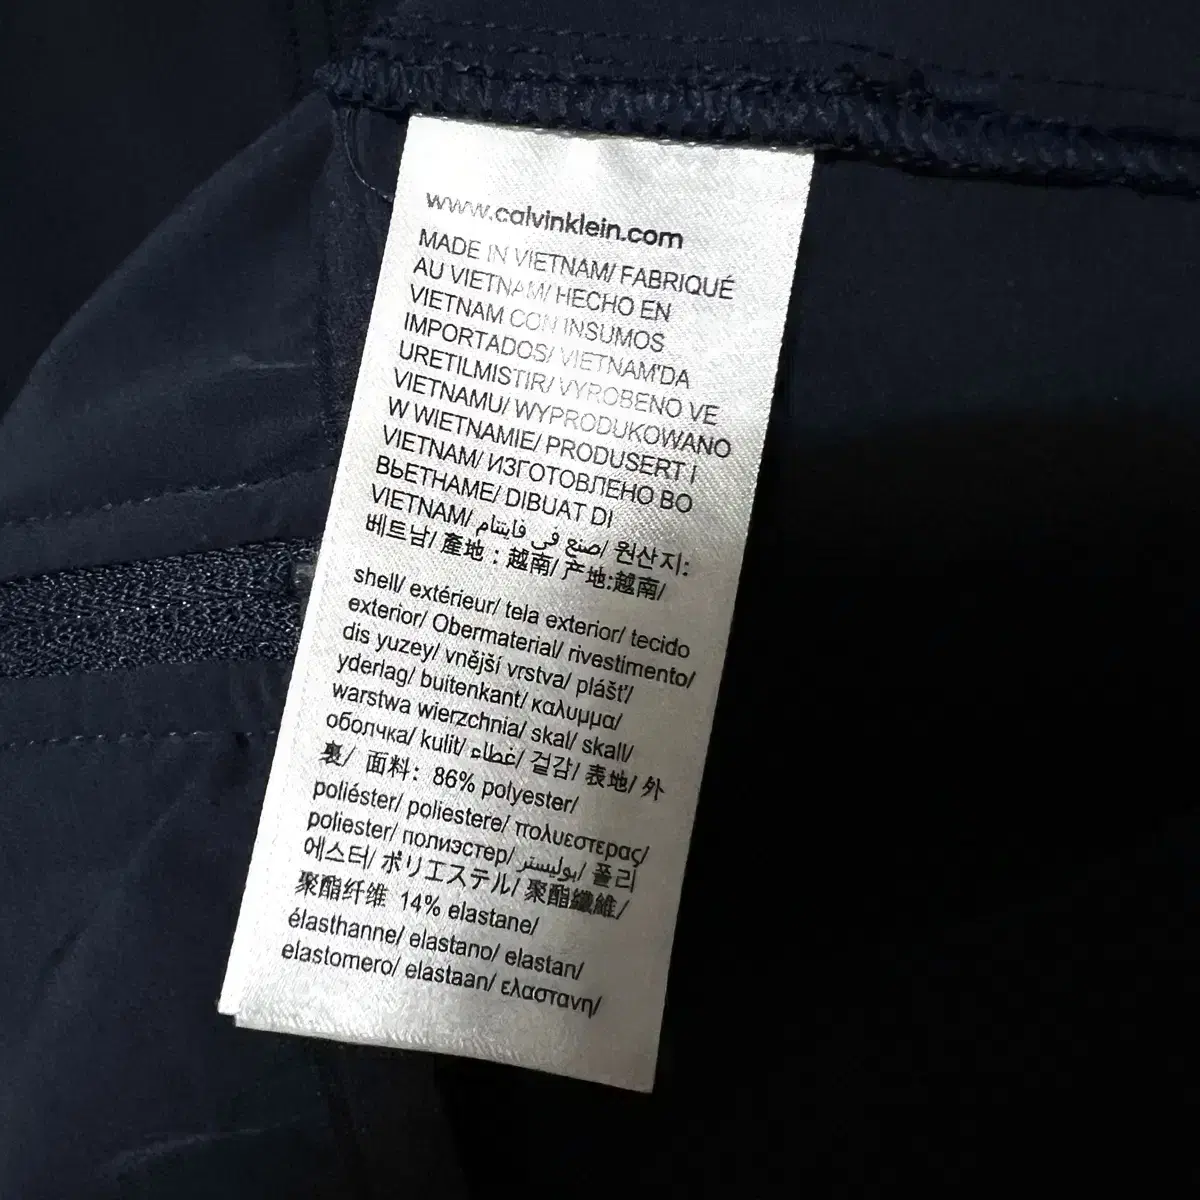 www.calvinklein.com
MADE IN VIETNAM/ FABRIQUÉ
AU VIETNAM/ HECHO EN
VIETNAM CON INSUMOS
IMPORTADOS/ VIETNAM'DA
URETILMISTIR/ VYROBENO VE
VIETNAMU/ WYPRODUKOWANO
W WIETNAMIE/ PRODUSERT I
VIETNAM/ ИЗГОТОВЛЕНО ВО
ВЬЕТНАМЕ/ DIBUAT DI
VIETNAM/ صنع في فايتنام/ 원산지:
베트남/ 產地：越南/ 产地:越南/
shell/ extérieur/ tela exterior/ tecido
exterior/ Obermaterial/ rivestimento/
dis yuzey/ vnější vrstva/ plášť/
yderlag/ buitenkant/ καλυμμα/
warstwa wierzchnia/ skal/ skall/
оболчка/ kulit/ غطاء/ 겉감/ 表地/ 外
裏/ 面料: 86% polyester/
poliéster/ poliestere/ πολυεστερας/
poliester/ полиэстер/ بوليستر/ 폴리
에스터/ ポリエステル/ 聚酯纖維/
聚酯纤维 14% elastane/
élasthanne/ elastano/ elastan/
elastomero/ elastaan/ ελαστανη/